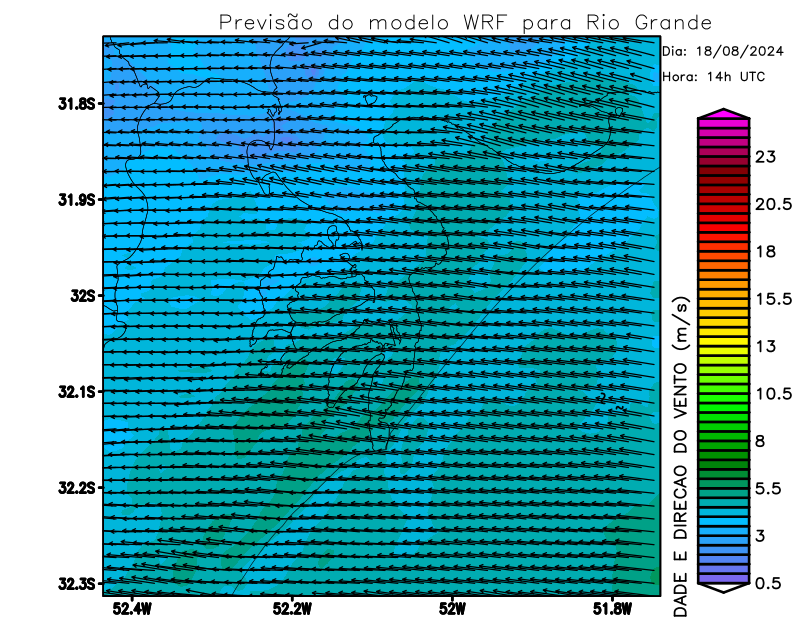 Previsão do modelo WRF para Rio Grande
Dia: 18/08/2024
Hora: 14h UTC
31.8S
31.9S
32S
32.1S
32.2S
32.3S
52.4W
52.2W
52W
51.8W
23
20.5
18
15.5
13
10.5
8
5.5
3
0.5
DADE E DIRECAO DO VENTO (m/s)